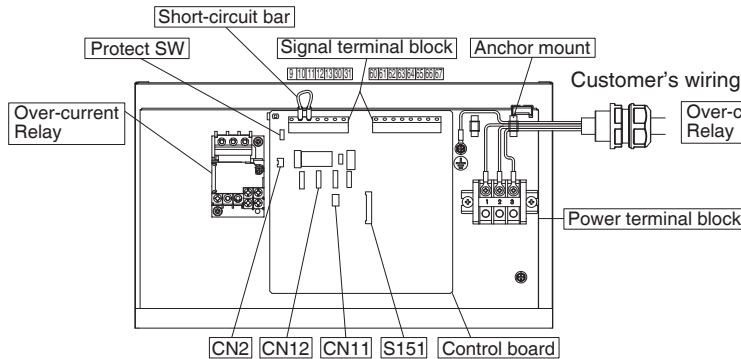 Short-circuit bar
Protect SW
Signal terminal block
Anchor mount
9 10 11 12 13 30 31
60 61 62 63 64 65 66 67
Customer's wiring
Over-current
Relay
Over-c
Relay
1 2 3
Power terminal block
CN2
CN12
CN11
S151
Control board